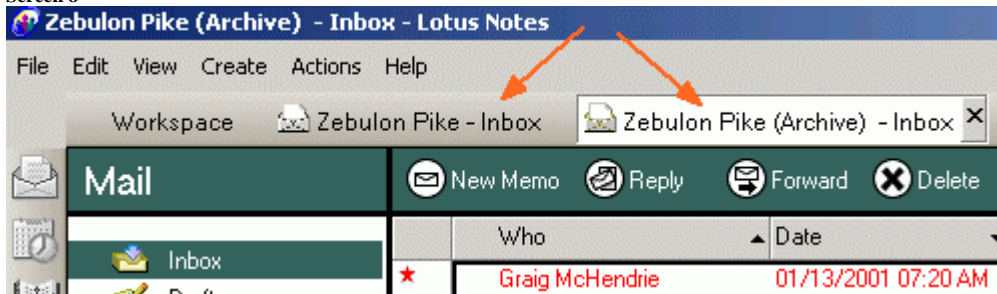 Zebulon Pike (Archive) - Inbox - Lotus Notes
File Edit View Create Actions Help
Workspace Zebulon Pike - Inbox Zebulon Pike (Archive) - Inbox
Mail New Memo Reply Forward Delete
Who Date
Inbox
Graig McHendrie 01/13/2001 07:20 AM